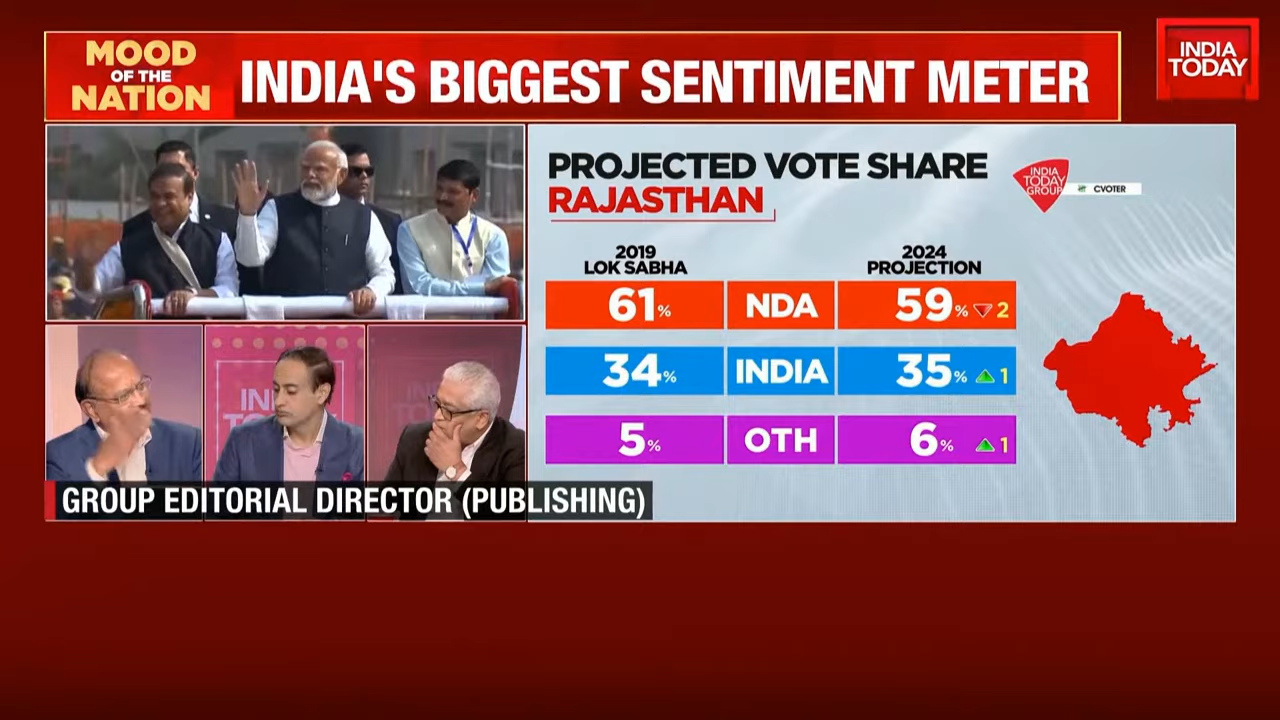 MOOD
OF THE
NATION
INDIA'S BIGGEST SENTIMENT METER
INDIA
TODAY
PROJECTED VOTE SHARE
RAJASTHAN
INDIA
TODAY
GROUP
CVOTER
2019
LOK SABHA
2024
PROJECTION
61% NDA 59% 2
34% INDIA 35% 1
5% OTH 6% 1
GROUP EDITORIAL DIRECTOR (PUBLISHING)